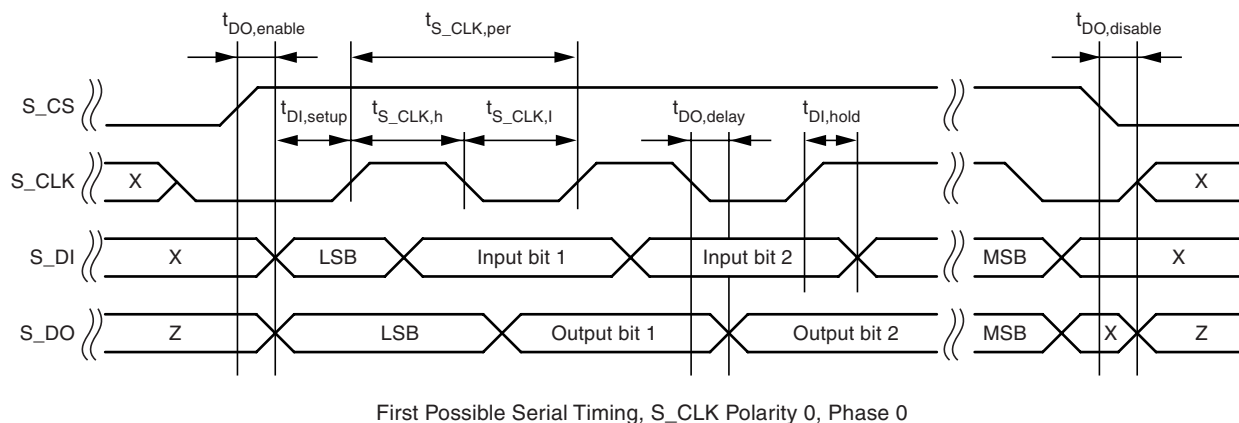 tDO,enable tS_CLK,per tDO,disable
S_CS
tDI,setup tS_CLK,h tS_CLK,l tDO,delay tDI,hold
S_CLK X X
S_DI X LSB Input bit 1 Input bit 2 MSB X
S_DO Z LSB Output bit 1 Output bit 2 MSB X Z
First Possible Serial Timing, S_CLK Polarity 0, Phase 0